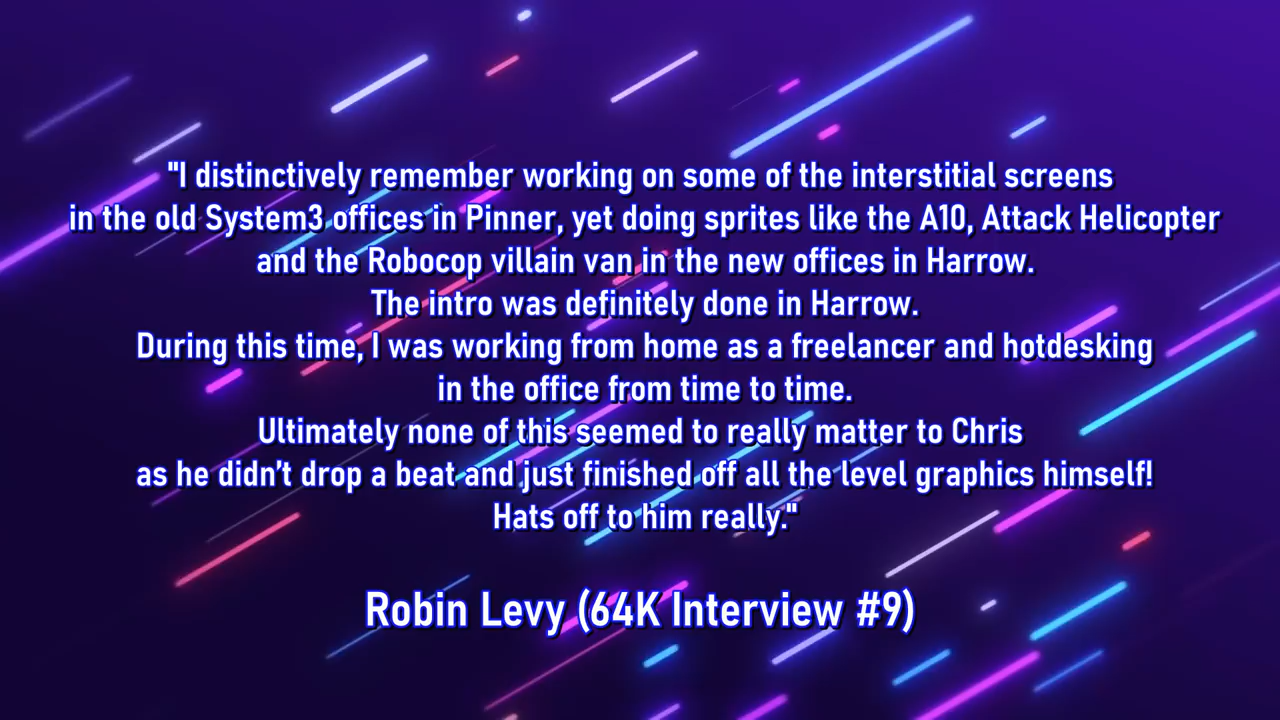 "I distinctively remember working on some of the interstitial screens
in the old System3 offices in Pinner, yet doing sprites like the A10, Attack Helicopter
and the Robocop villain van in the new offices in Harrow.
The intro was definitely done in Harrow.
During this time, I was working from home as a freelancer and hotdesking
in the office from time to time.
Ultimately none of this seemed to really matter to Chris
as he didn’t drop a beat and just finished off all the level graphics himself!
Hats off to him really."
Robin Levy (64K Interview #9)